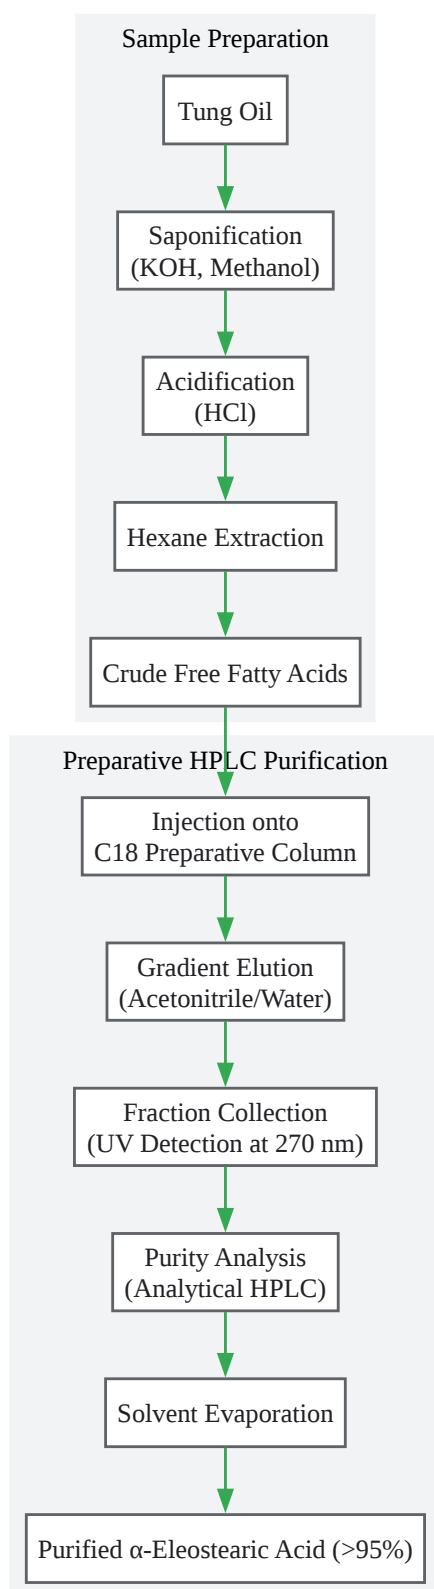 Sample Preparation
Tung Oil
Saponification
(KOH, Methanol)
Acidification
(HCl)
Hexane Extraction
Crude Free Fatty Acids
Preparative HPLC Purification
Injection onto
C18 Preparative Column
Gradient Elution
(Acetonitrile/Water)
Fraction Collection
(UV Detection at 270 nm)
Purity Analysis
(Analytical HPLC)
Solvent Evaporation
Purified α-Eleostearic Acid (>95%)